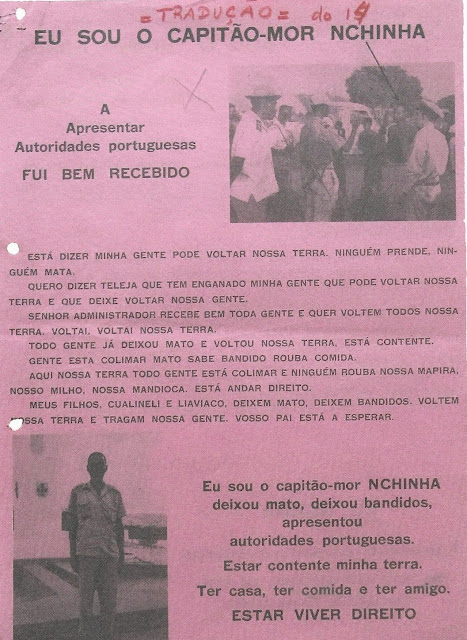 = TRADUÇÃO = do 19
EU SOU O CAPITÃO-MOR NCHINHA
A
Apresentar
Autoridades portuguesas
FUI BEM RECEBIDO
ESTÁ DIZER MINHA GENTE PODE VOLTAR NOSSA TERRA. NINGUÉM PRENDE, NIN-
GUÉM MATA.
QUERO DIZER TELEJA QUE TEM ENGANADO MINHA GENTE QUE PODE VOLTAR NOSSA
TERRA E QUE DEIXE VOLTAR NOSSA GENTE.
SENHOR ADMINISTRADOR RECEBE BEM TODA GENTE E QUER VOLTEM TODOS NOSSA
TERRA. VOLTAI, VOLTAI NOSSA TERRA.
TODO GENTE JÁ DEIXOU MATO E VOLTOU NOSSA TERRA, ESTÁ CONTENTE.
GENTE ESTA COLIMAR MATO SABE BANDIDO ROUBA COMIDA.
AQUI NOSSA TERRA TODO GENTE ESTÁ COLIMAR E NINGUÉM ROUBA NOSSA MAPIRA,
NOSSO MILHO, NOSSA MANDIOCA. ESTÁ ANDAR DIREITO.
MEUS FILHOS, CUALINELI E LIAVIACO, DEIXEM MATO, DEIXEM BANDIDOS. VOLTEM
NOSSA TERRA E TRAGAM NOSSA GENTE. VOSSO PAI ESTÁ A ESPERAR.
Eu sou o capitão-mor NCHINHA
deixou mato, deixou bandidos,
apresentou
autoridades portuguesas.
Estar contente minha terra.
Ter casa, ter comida e ter amigo.
ESTAR VIVER DIREITO